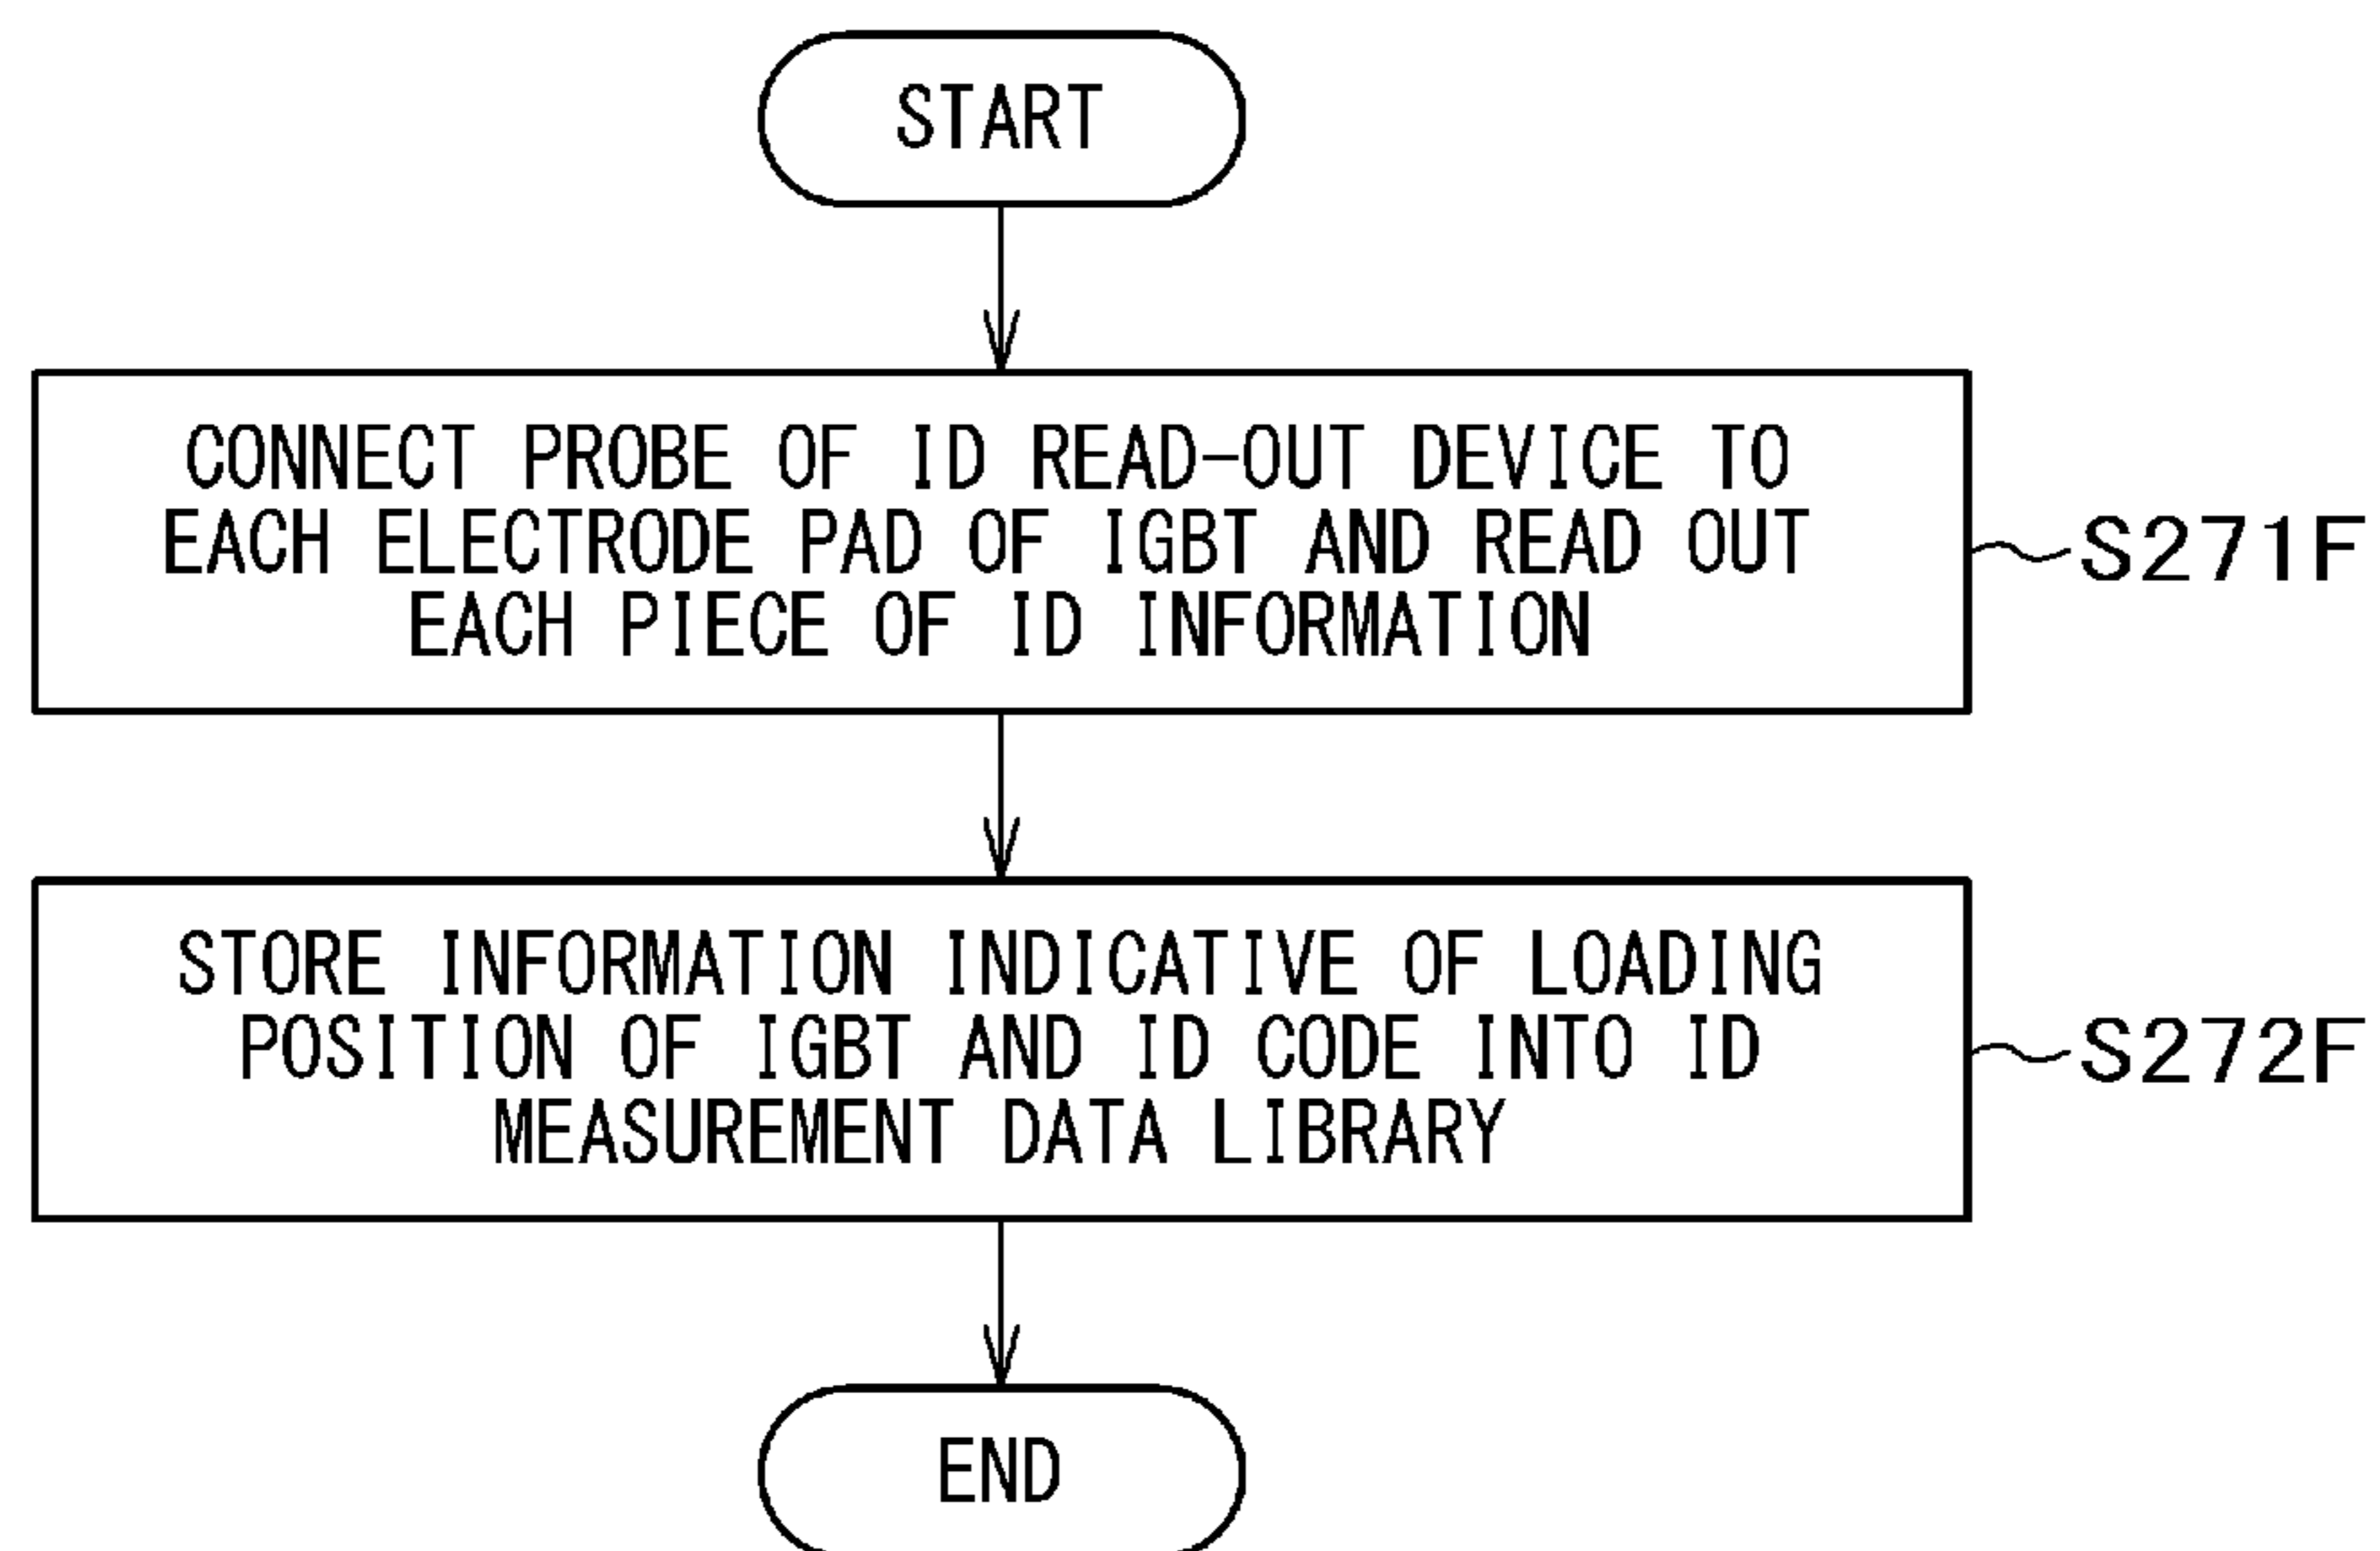 START
CONNECT PROBE OF ID READ-OUT DEVICE TO
EACH ELECTRODE PAD OF IGBT AND READ OUT
EACH PIECE OF ID INFORMATION
S271F
STORE INFORMATION INDICATIVE OF LOADING
POSITION OF IGBT AND ID CODE INTO ID
MEASUREMENT DATA LIBRARY
S272F
END